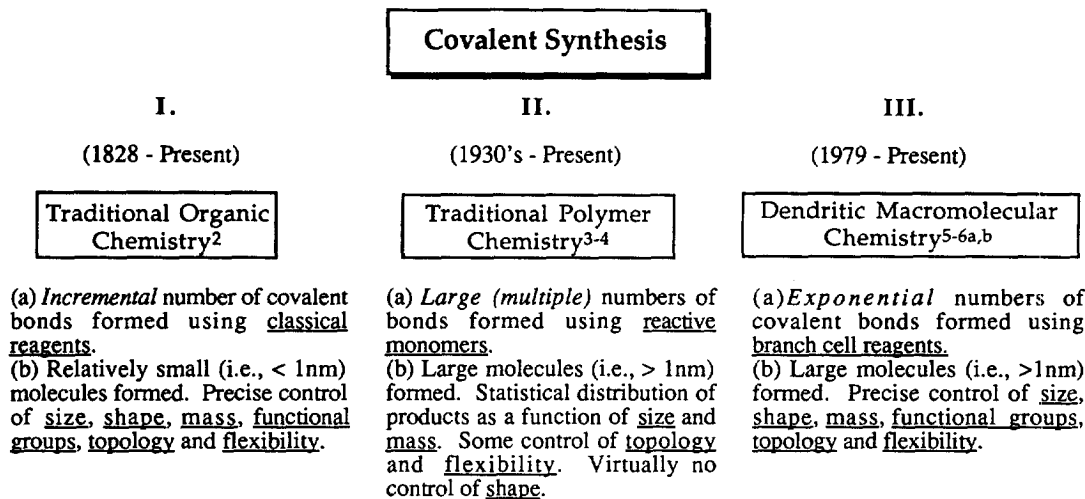 Covalent Synthesis
I.
(1828 - Present)
Traditional Organic
Chemistry2
(a) Incremental number of covalent
bonds formed using classical
reagents.
(b) Relatively small (i.e., < 1nm)
molecules formed. Precise control
of size, shape, mass, functional
groups, topology and flexibility.
II.
(1930's - Present)
Traditional Polymer
Chemistry3-4
(a) Large (multiple) numbers of
bonds formed using reactive
monomers.
(b) Large molecules (i.e., > 1nm)
formed. Statistical distribution of
products as a function of size and
mass. Some control of topology
and flexibility. Virtually no
control of shape.
III.
(1979 - Present)
Dendritic Macromolecular
Chemistry5-6a,b
(a)Exponential numbers of
covalent bonds formed using
branch cell reagents.
(b) Large molecules (i.e., >1nm)
formed. Precise control of size,
shape, mass, functional groups,
topology and flexibility.